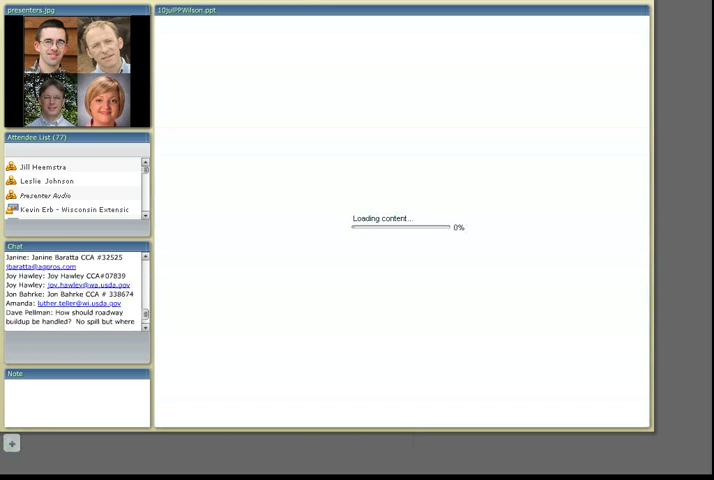 presenters.jpg
10julPPWilson.ppt
Attendee List (77)
Jill Heemstra
Leslie Johnson
Presenter Audio
Kevin Erb - Wisconsin Extensic
Chat
Janine: Janine Baratta CCA #32525
jbaratta@agpros.com
Joy Hawley: Joy Hawley CCA#07839
Joy Hawley: joy.hawley@wa.usda.gov
Jon Bahrke: Jon Bahrke CCA # 338674
Amanda: luther.teller@wi.usda.gov
Dave Pellman: How should roadway
buildup be handled? No spill but where
Loading content...
0%
Note